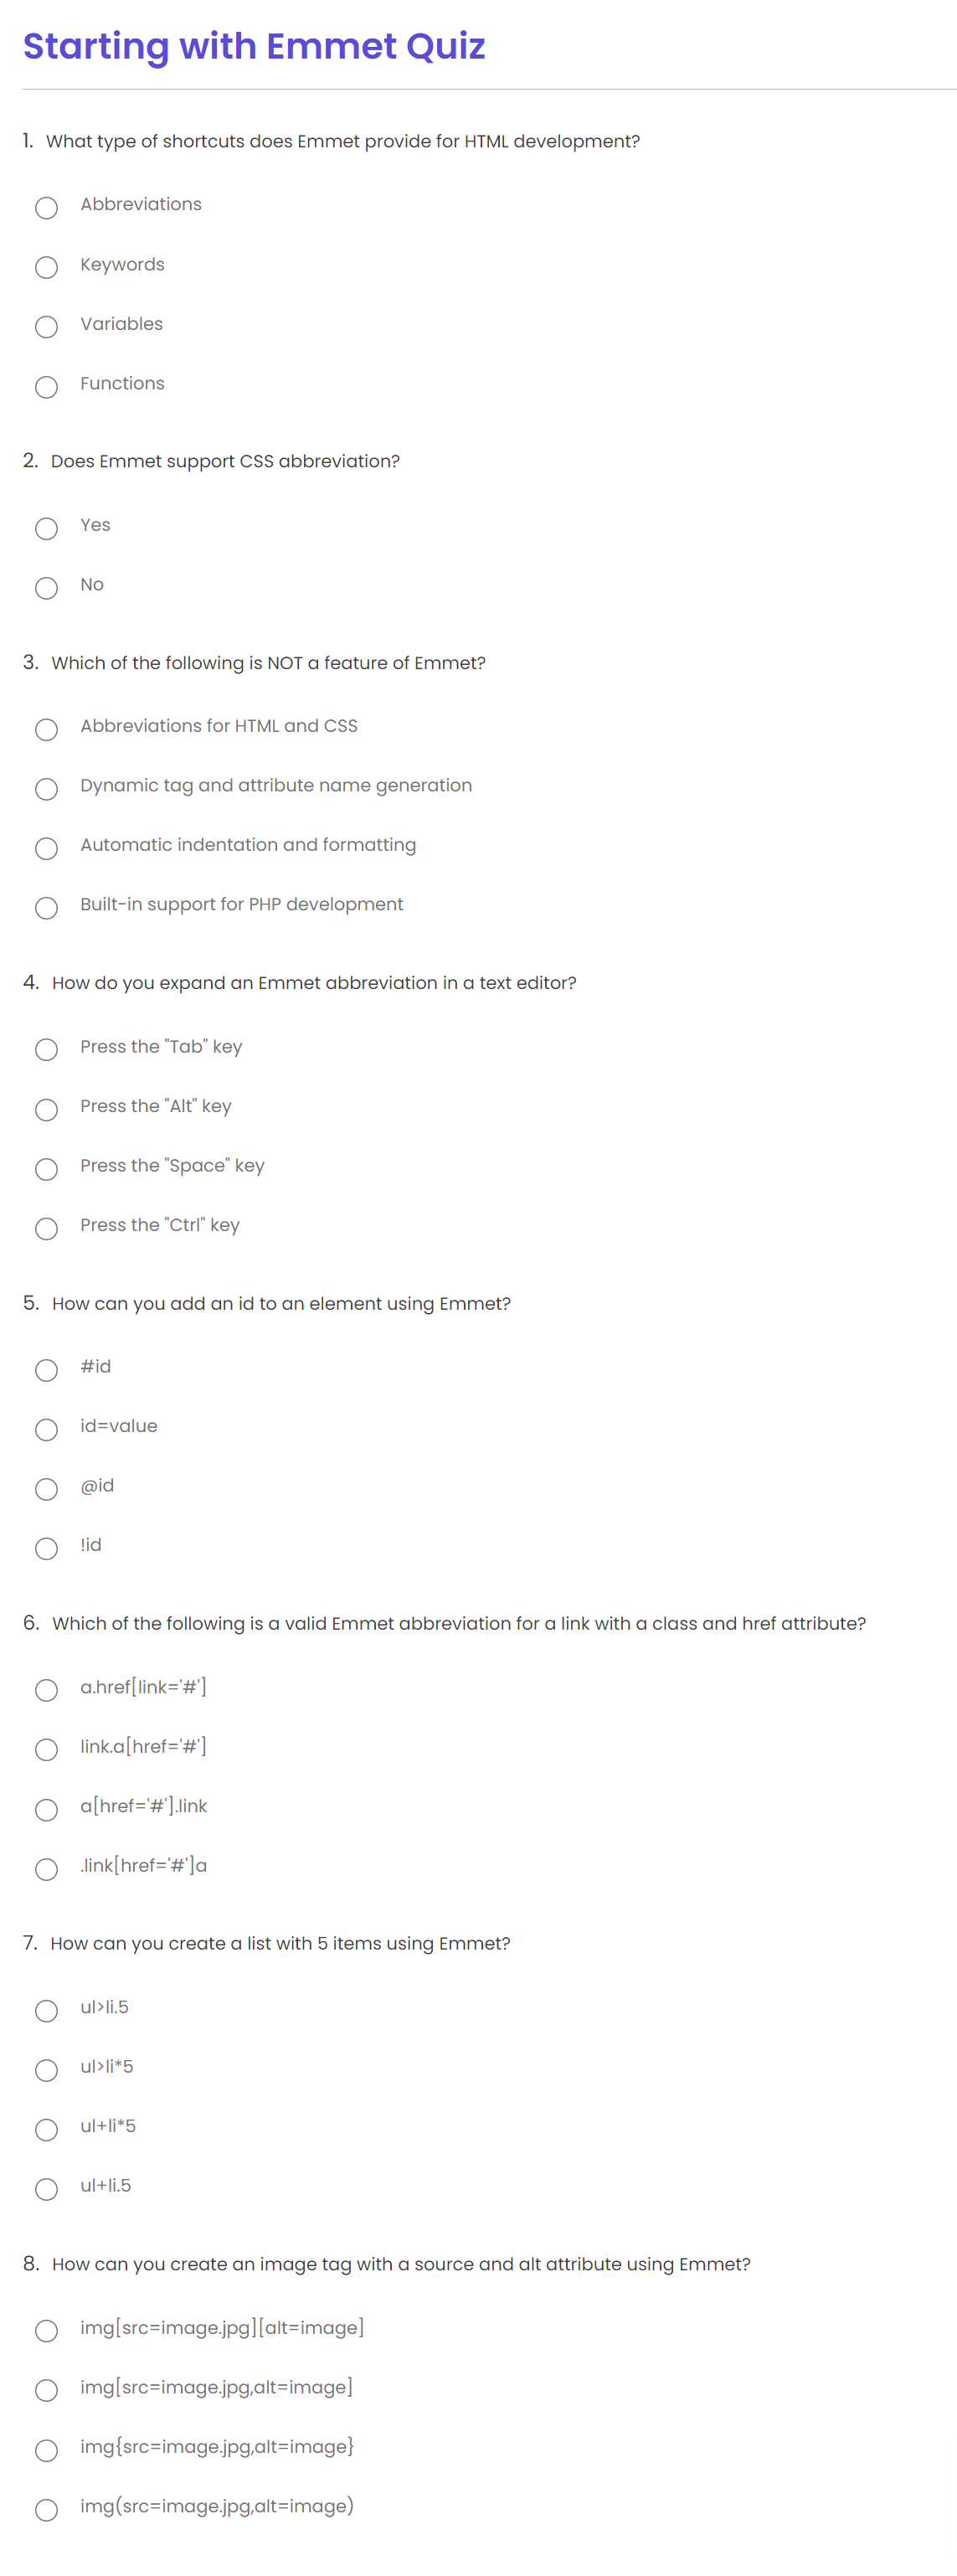 Starting with Emmet Quiz
1. What type of shortcuts does Emmet provide for HTML development?
Abbreviations
Keywords
Variables
Functions
2. Does Emmet support CSS abbreviation?
Yes
No
3. Which of the following is NOT a feature of Emmet?
Abbreviations for HTML and CSS
Dynamic tag and attribute name generation
Automatic indentation and formatting
Built-in support for PHP development
4. How do you expand an Emmet abbreviation in a text editor?
Press the "Tab" key
Press the "Alt" key
Press the "Space" key
Press the "Ctrl" key
5. How can you add an id to an element using Emmet?
#id
id=value
@id
!id
6. Which of the following is a valid Emmet abbreviation for a link with a class and href attribute?
a.href[link='#']
link.a[href='#']
a[href='#'].link
.link[href='#']a
7. How can you create a list with 5 items using Emmet?
ul>li.5
ul>li*5
ul+li*5
ul+li.5
8. How can you create an image tag with a source and alt attribute using Emmet?
img[src=image.jpg][alt=image]
img[src=image.jpg,alt=image]
img{src=image.jpg,alt=image}
img(src=image.jpg,alt=image)